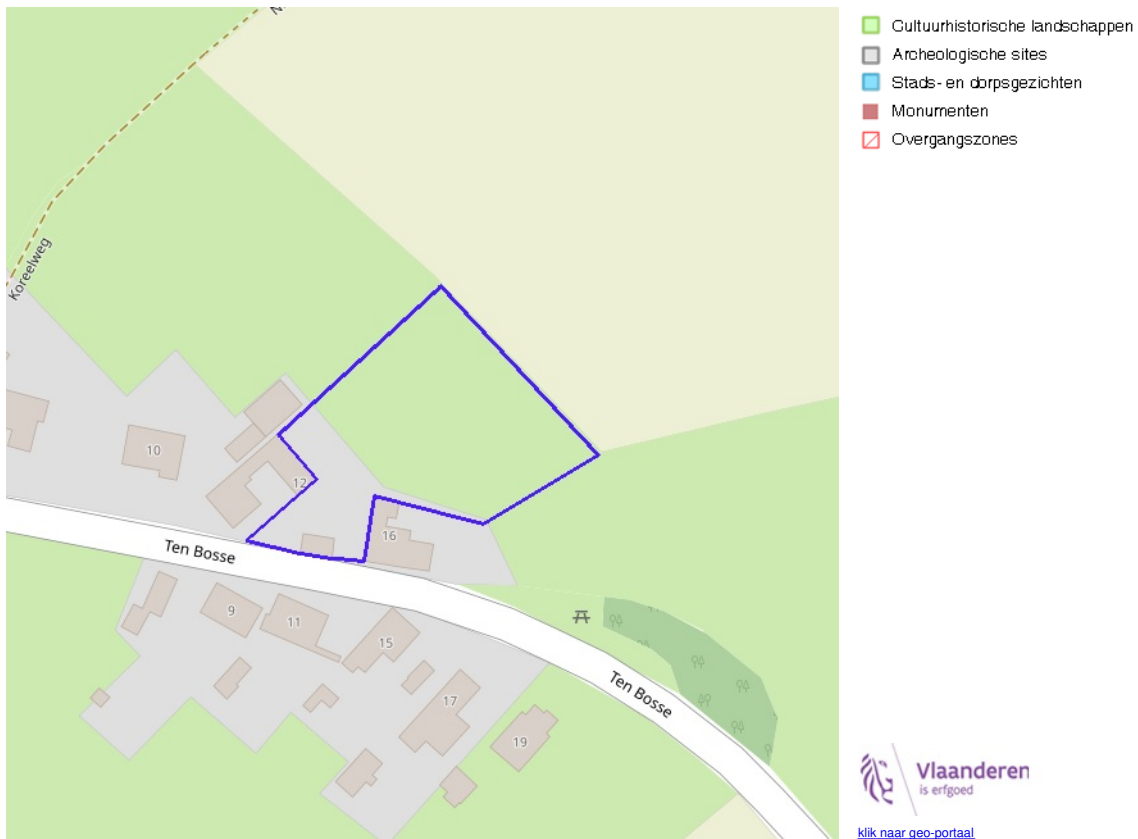 Cultuurhistorische landschappen
Archeologische sites
Stads- en dorpsgezichten
Monumenten
Overgangszones
Koreelweg
10
12
16
Ten Bosse
9
11
15
17
19
Ten Bosse
Vlaanderen
is erfgoed
klik naar geo-portaal